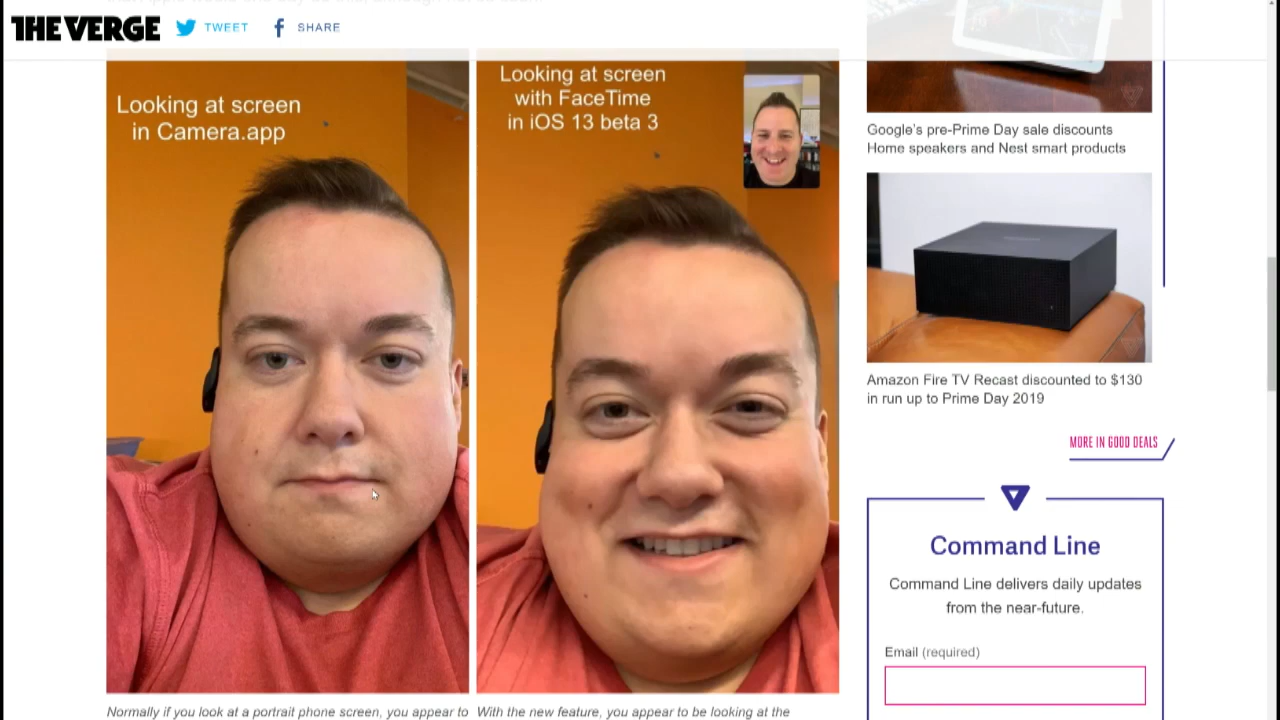 THE VERGE
TWEET
SHARE
Looking at screen
in Camera.app
Looking at screen
with FaceTime
in iOS 13 beta 3
Normally if you look at a portrait phone screen, you appear to
With the new feature, you appear to be looking at the
Google's pre-Prime Day sale discounts
Home speakers and Nest smart products
Amazon Fire TV Recast discounted to $130
in run up to Prime Day 2019
MORE IN GOOD DEALS
Command Line
Command Line delivers daily updates
from the near-future.
Email (required)